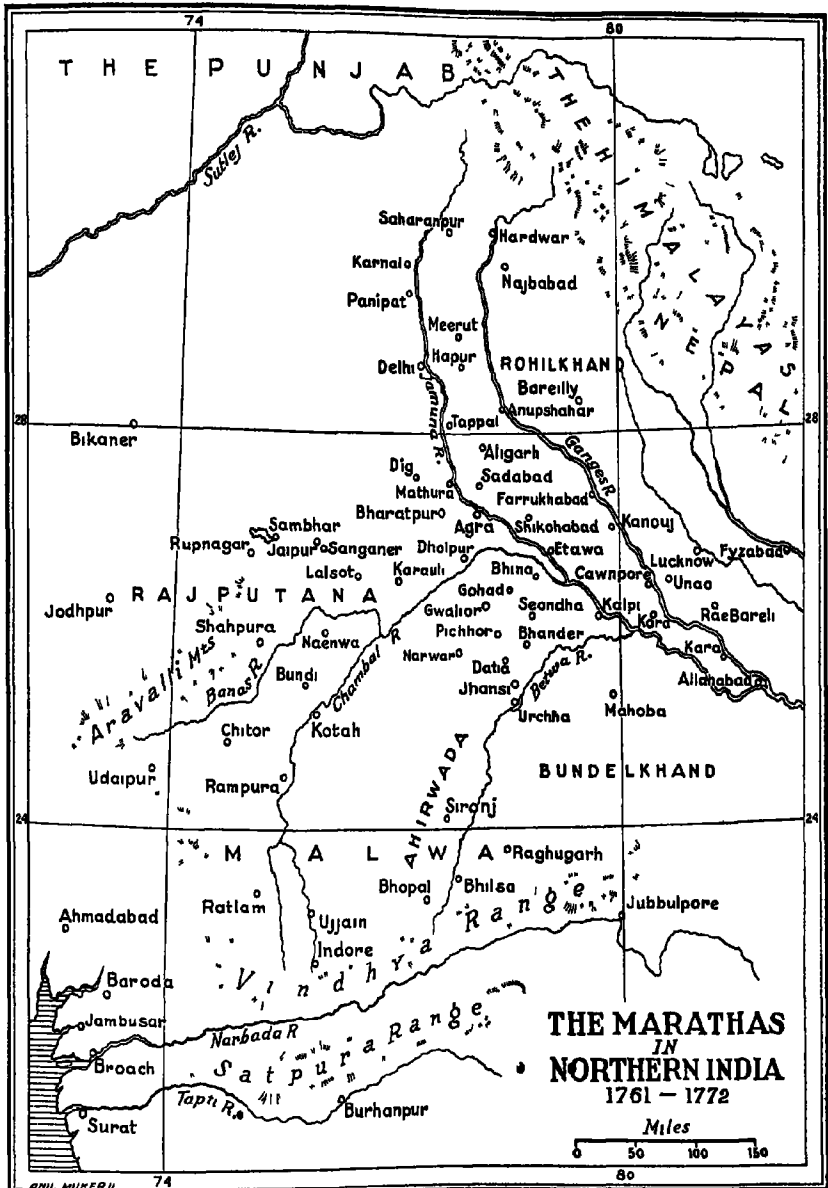 74
80
THE PUNJAB
THE HIMALAYAS
Sutlej R.
NEPAL
Saharanpur
Hardwar
Karnal
Najbabad
Panipat
Meerut
Hapur
Delhi
ROHILKHAND
Bareilly
Jamuna R.
Anupshahar
28
Bikaner
Tappal
28
Ganges R
Aligarh
Dig
Sadabad
Mathura
Farrukhabad
Bharatpur
Agra
Shikohabad
Kanouj
Sambhar
Rupnagar
Jaipur
Sanganer
Dholpur
Etawa
Lucknow
Fyzabad
Lalsot
Karauli
Bhina
Cawnpore
Unao
RAJPUTANA
Jodhpur
Gohad
Gwalior
Seondha
Kalpi
Kora
RaeBareli
Shahpura
Naenwa
Pichhor
Bhander
Kara
Aravalli Mts
Banas R.
Bundi
Chambal R
Narwar
Datia
Betwa R.
Allahabad
Jhansi
Urchha
Mahoba
Chitor
Kotah
Udaipur
Rampura
AHIRWADA
BUNDELKHAND
Sironj
24
24
MALWA
Raghugarh
Ratlam
Bhopal
Bhilsa
Ahmadabad
Ujjain
Jubbulpore
Indore
Vindhya Range
Baroda
Jambusar
Narbada R
Satpura Range
Broach
Tapti R.
Burhanpur
Surat
THE MARATHAS
IN
NORTHERN INDIA
1761 – 1772
Miles
0 50 100 150
74
80